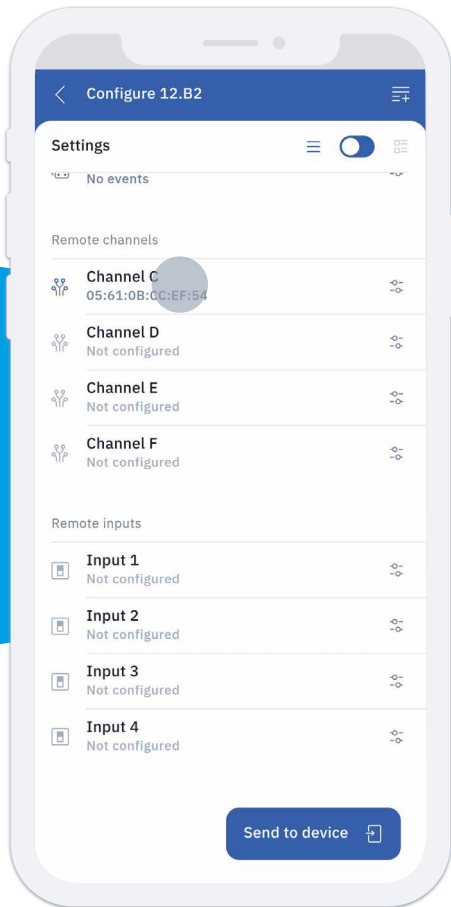 Configure 12.B2
Settings
No events
Remote channels
Channel C
05:61:0B:CC:EF:54
Channel D
Not configured
Channel E
Not configured
Channel F
Not configured
Remote inputs
Input 1
Not configured
Input 2
Not configured
Input 3
Not configured
Input 4
Not configured
Send to device